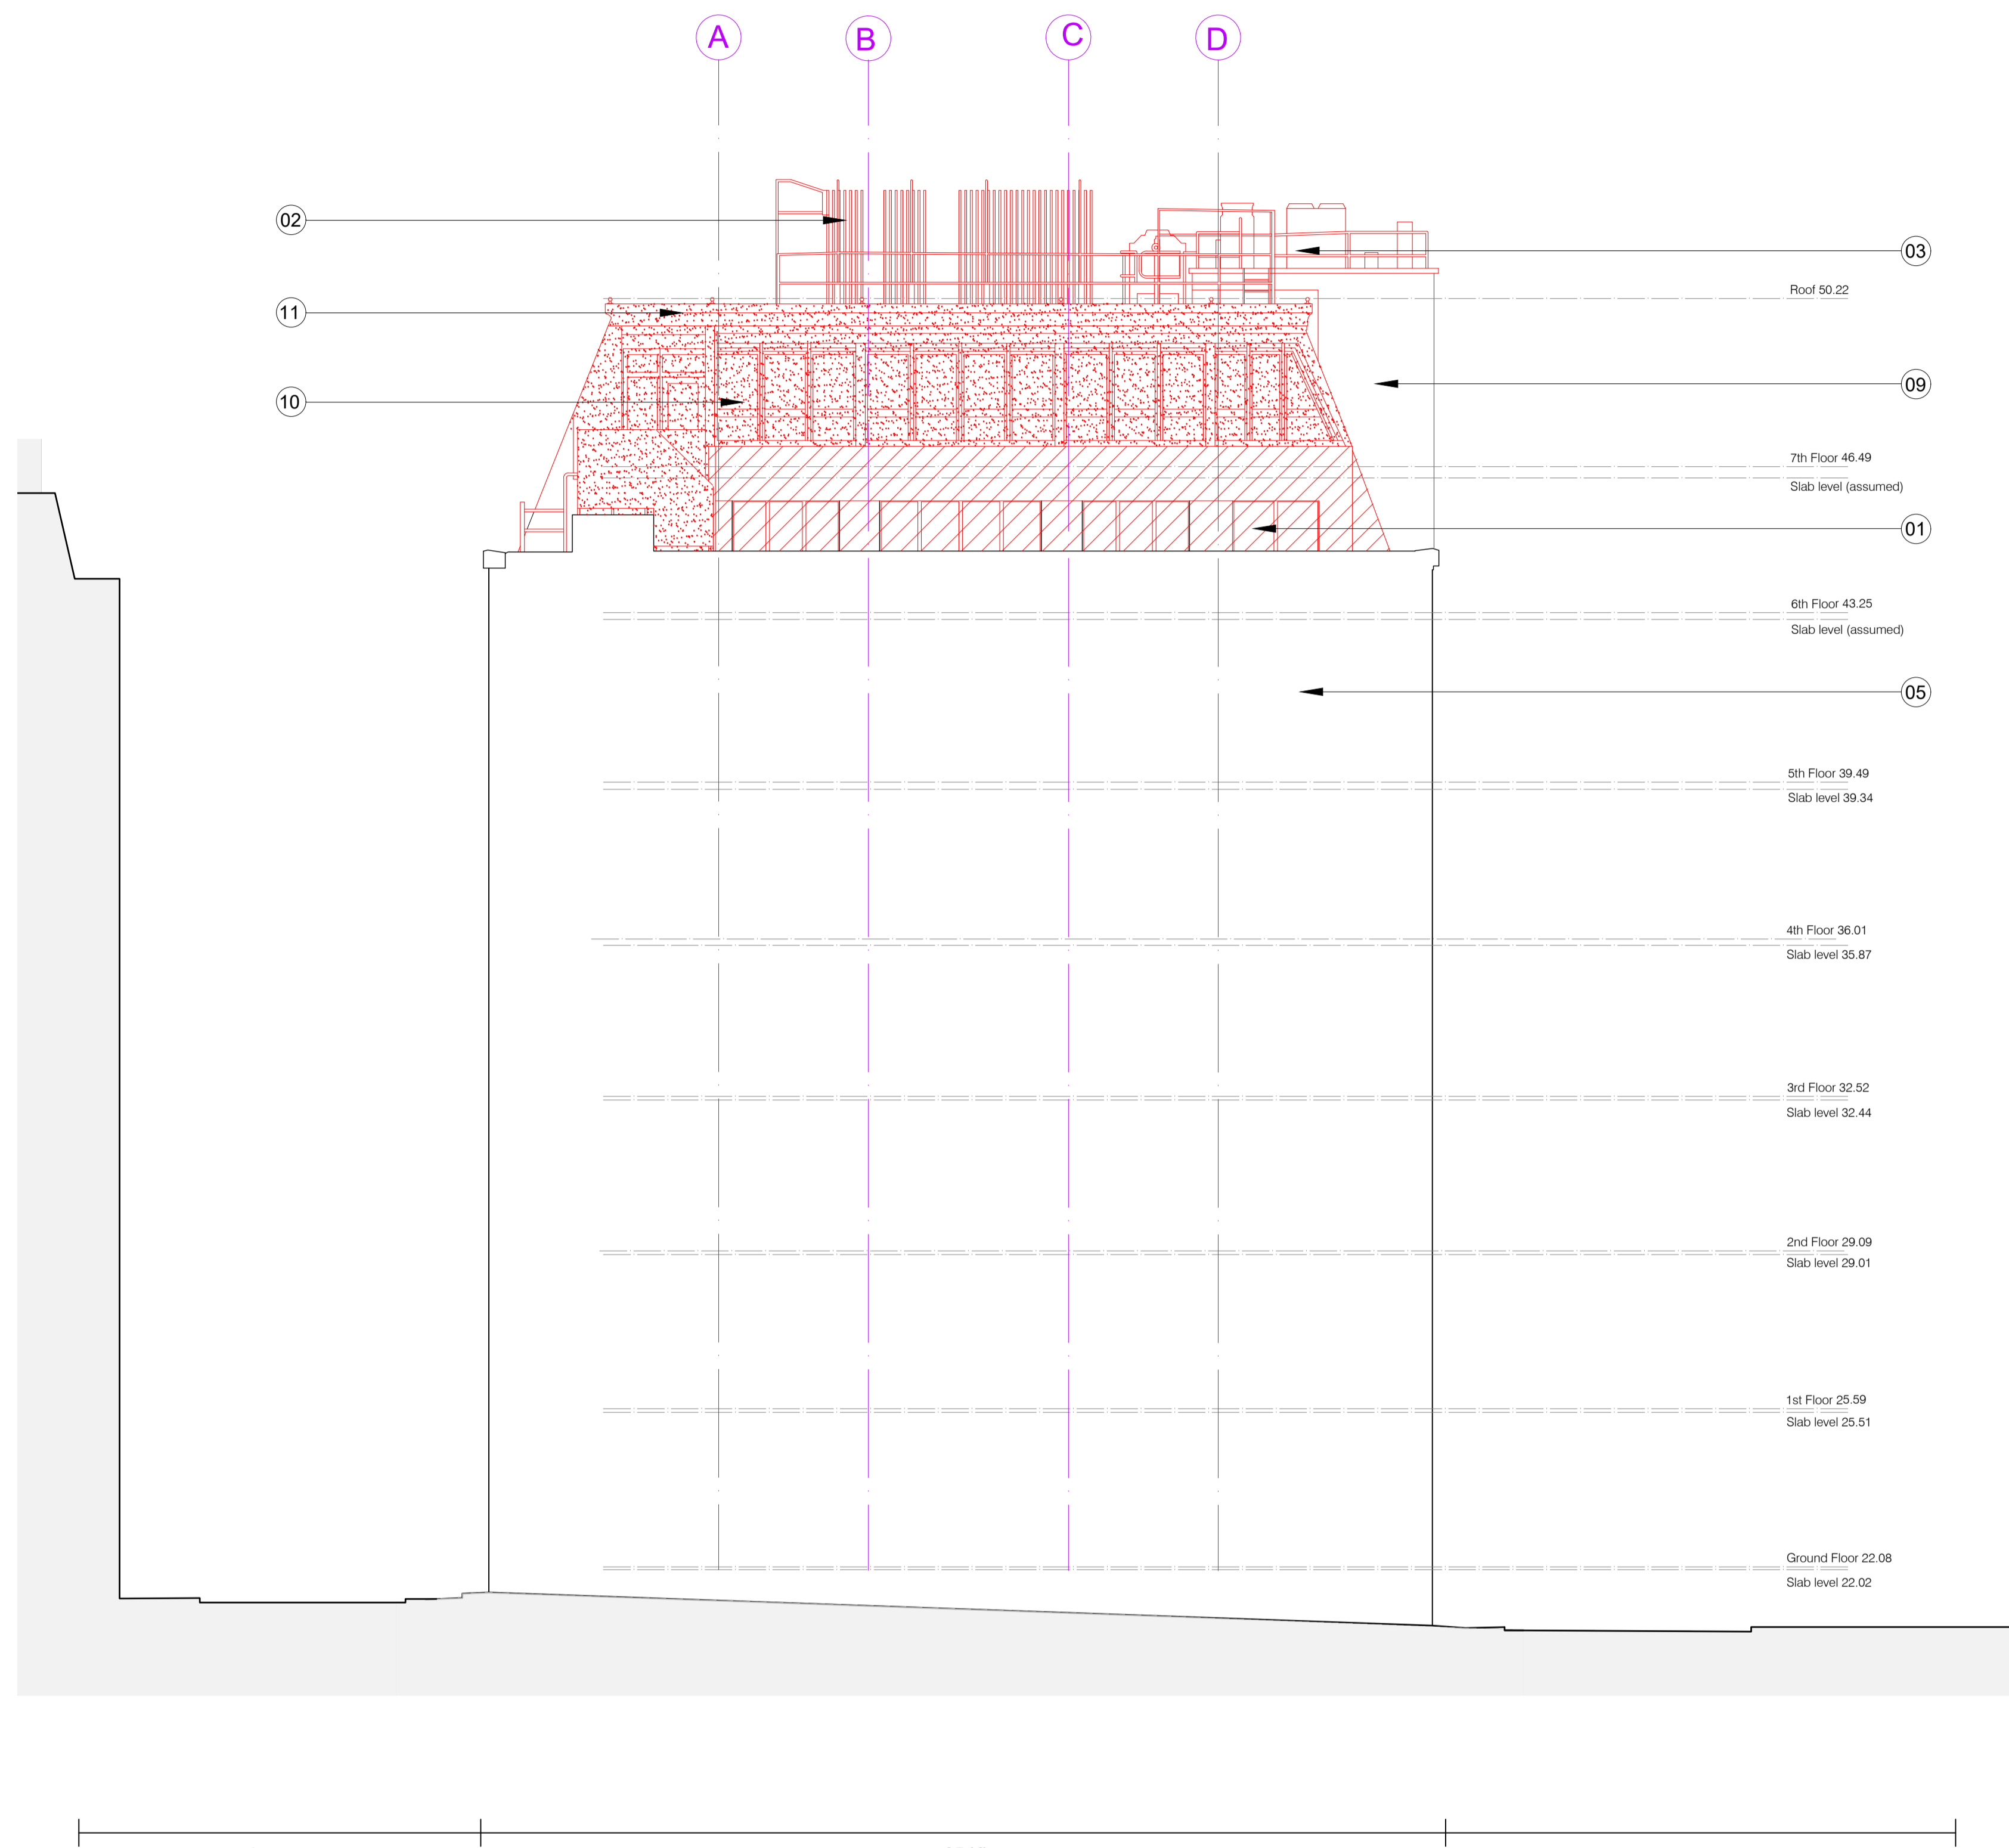 A
B
C
D
02
03
Roof 50.22
11
09
10
7th Floor 46.49
Slab level (assumed)
01
6th Floor 43.25
Slab level (assumed)
05
5th Floor 39.49
Slab level 39.34
4th Floor 36.01
Slab level 35.87
3rd Floor 32.52
Slab level 32.44
2nd Floor 29.09
Slab level 29.01
1st Floor 25.59
Slab level 25.51
Ground Floor 22.08
Slab level 22.02